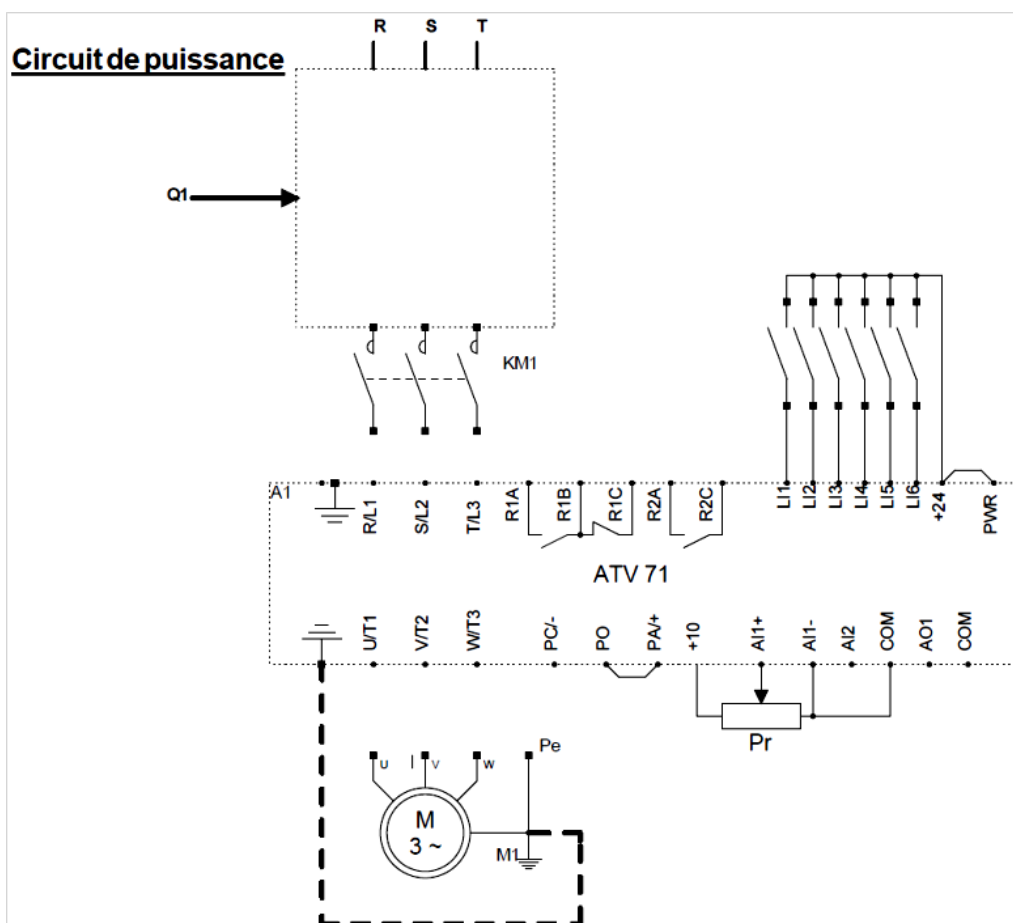 R S T
Circuit de puissance
Q1
KM1
A1
R/L1 S/L2 T/L3 R1A R1B R1C R2A R2C LI1 LI2 LI3 LI4 LI5 LI6 +24 PWR
ATV 71
U/T1 V/T2 W/T3 PC/- PO PA/+ +10 AI1+ AI1- AI2 COM AO1 COM
Pr
Pe
U V W
M
3 ~
M1